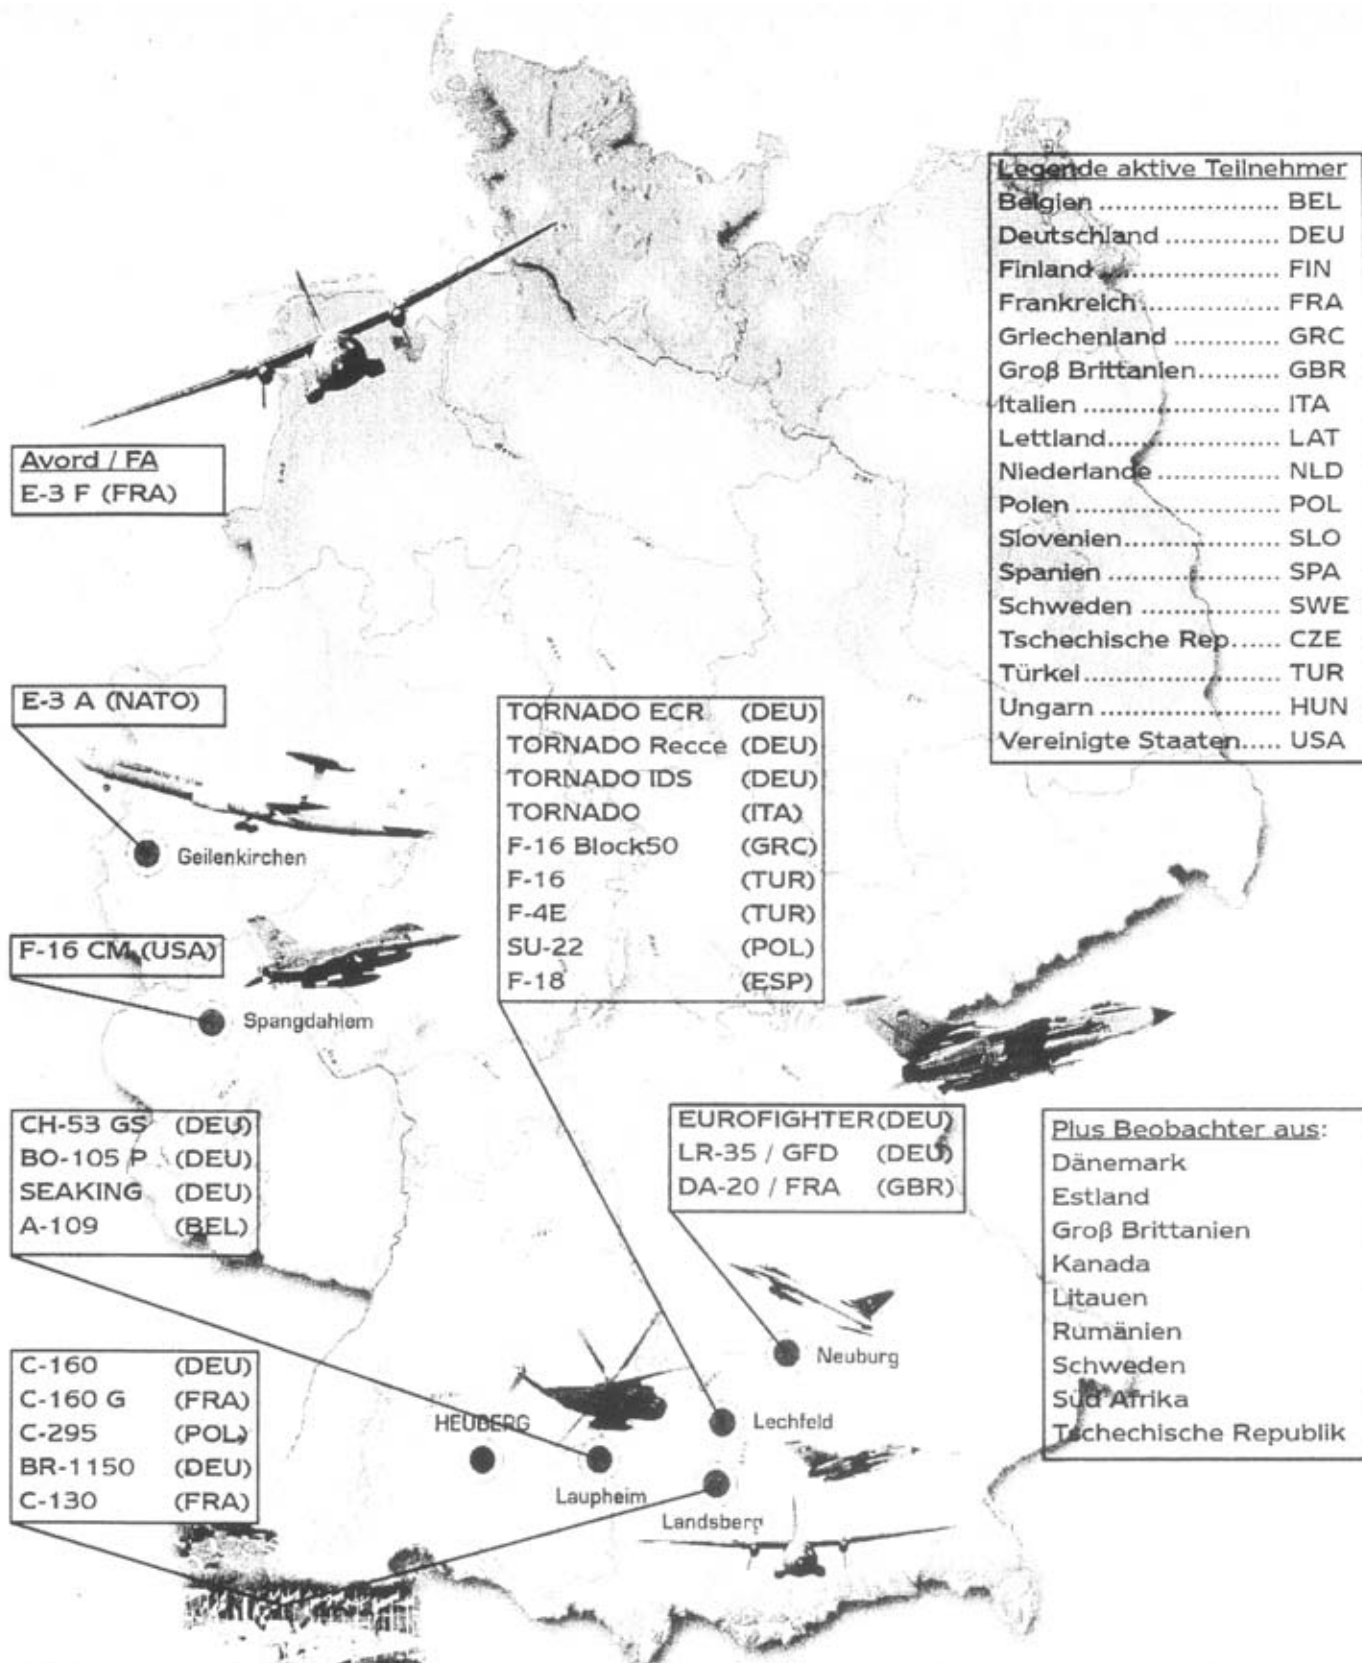 Legende aktive Teilnehmer
Belgien ...................... BEL
Deutschland .............. DEU
Finland................... FIN
Frankreich................. FRA
Griechenland ............. GRC
Groß Brittanien.......... GBR
Italien ........................ ITA
Lettland..................... LAT
Niederlande ............... NLD
Polen ......................... POL
Slovenien................... SLO
Spanien ..................... SPA
Schweden ................. SWE
Tschechische Rep...... CZE
Türkei ........................ TUR
Ungarn ...................... HUN
Vereinigte Staaten..... USA
Avord / FA
E-3 F (FRA)
E-3 A (NATO)
Geilenkirchen
F-16 CM (USA)
Spangdahlem
TORNADO ECR (DEU)
TORNADO Recce (DEU)
TORNADO IDS (DEU)
TORNADO (ITA)
F-16 Block50 (GRC)
F-16 (TUR)
F-4E (TUR)
SU-22 (POL)
F-18 (ESP)
CH-53 GS (DEU)
BO-105 P (DEU)
SEAKING (DEU)
A-109 (BEL)
EUROFIGHTER(DEU)
LR-35 / GFD (DEU)
DA-20 / FRA (GBR)
Plus Beobachter aus:
Dänemark
Estland
Groß Brittanien
Kanada
Litauen
Rumänien
Schweden
Süd Afrika
Tschechische Republik
C-160 (DEU)
C-160 G (FRA)
C-295 (POL)
BR-1150 (DEU)
C-130 (FRA)
Neuburg
HEUBERG
Lechfeld
Laupheim
Landsberg